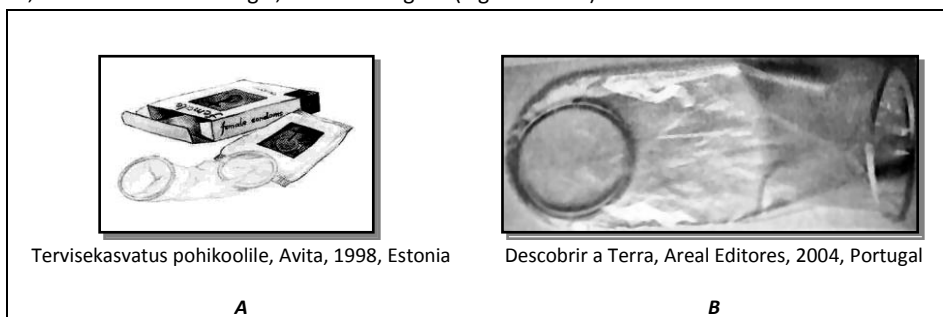 female condoms
Tervisekasvatus pohikoolile, Avita, 1998, Estonia
Descobrir a Terra, Areal Editores, 2004, Portugal
A
B